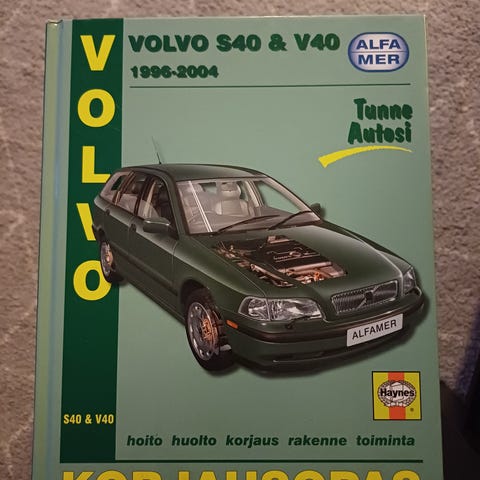 VOLVO
VOLVO S40 & V40
1996-2004
ALFA
MER
Tunne
Autosi
ALFAMER
Haynes
S40 & V40
hoito huolto korjaus rakenne toiminta
KORJAUSOPAS